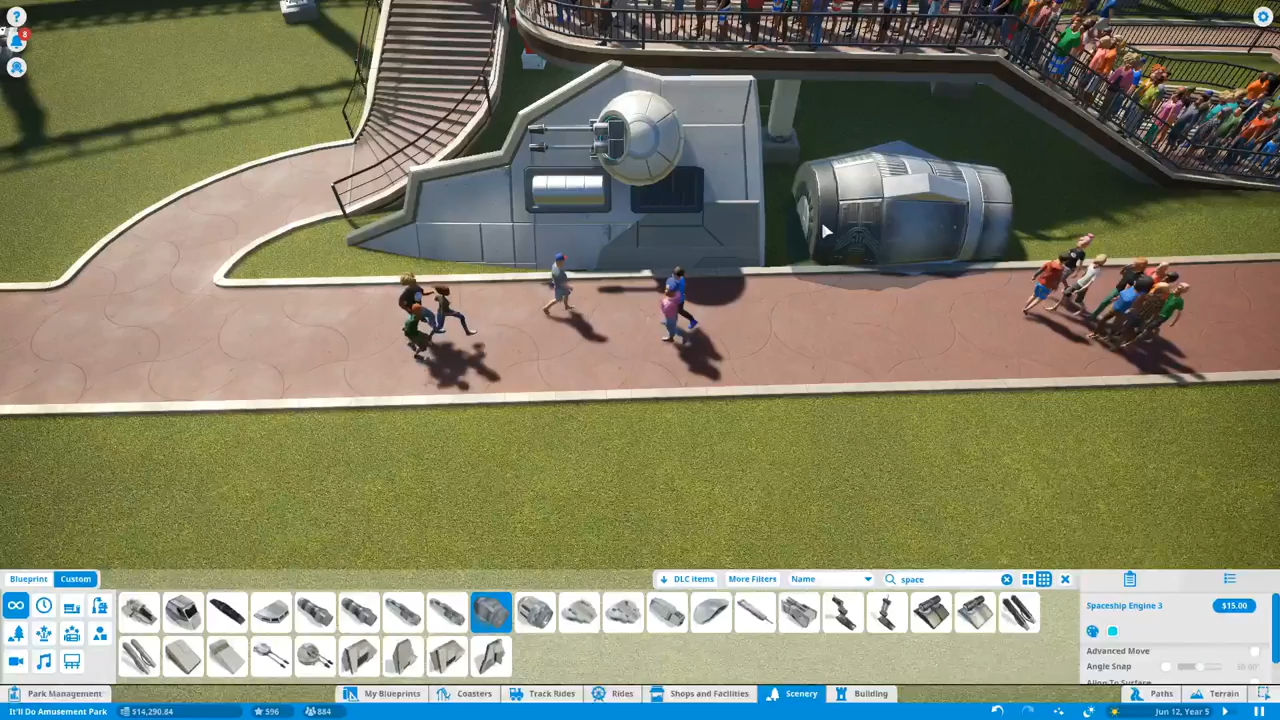 ?
8
Blueprint
Custom
DLC items
More Filters
Name
space
Spaceship Engine 3
$15.00
Advanced Move
Angle Snap
Park Management
My Blueprints
Coasters
Track Rides
Rides
Shops and Facilities
Scenery
Building
Paths
Terrain
It'll Do Amusement Park
$14,290.84
596
884
Jun 12, Year 5